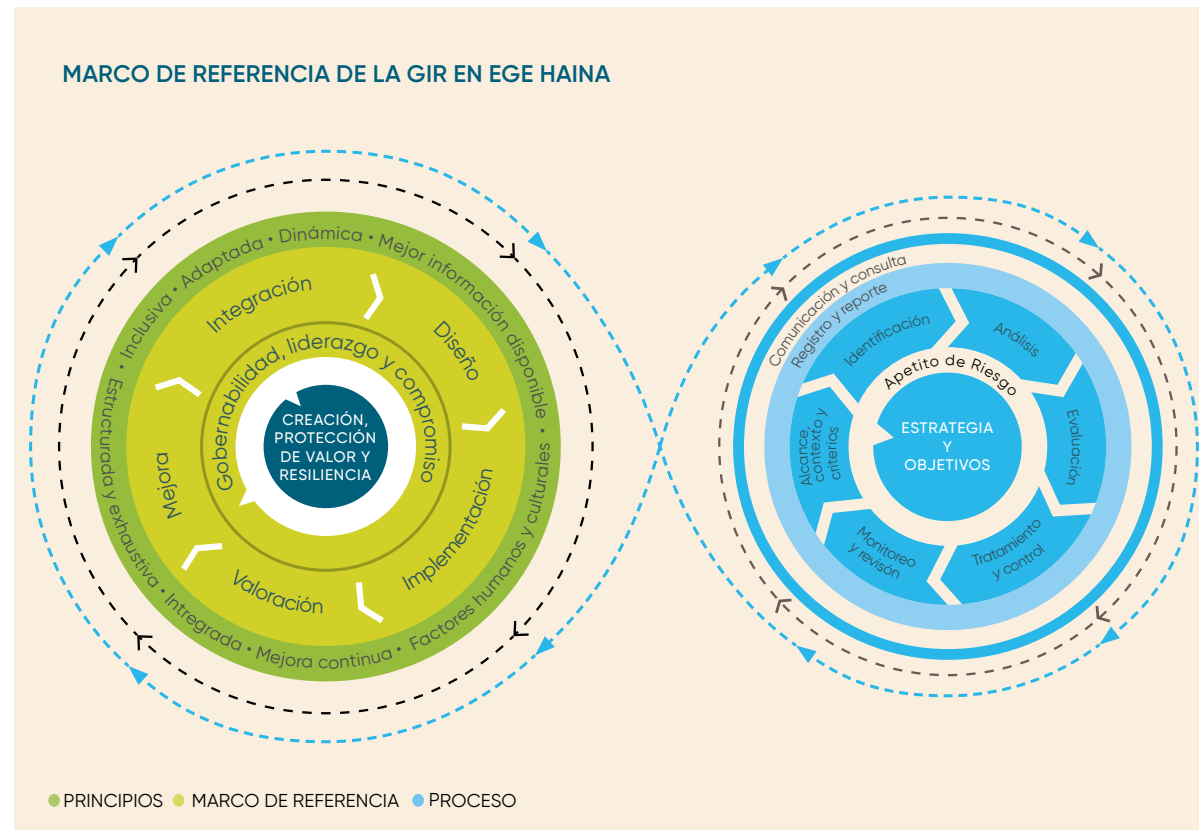 MARCO DE REFERENCIA DE LA GIR EN EGE HAINA
• Inclusiva • Adaptada • Dinámica • Mejor información disponible • Factores humanos y culturales • Mejora continua • Intregrada • Estructurada y exhaustiva
Integración
Diseño
Implementación
Valoración
Mejora
Gobernabilidad, liderazgo y compromiso
CREACIÓN,
PROTECCIÓN
DE VALOR Y
RESILIENCIA
Comunicación y consulta
Registro y reporte
Identificación
Análisis
Evaluación
Tratamiento
y control
Monitoreo
y revisón
Alcance,
contexto y
criterios
Apetito de Riesgo
ESTRATEGIA
Y
OBJETIVOS
PRINCIPIOS
MARCO DE REFERENCIA
PROCESO